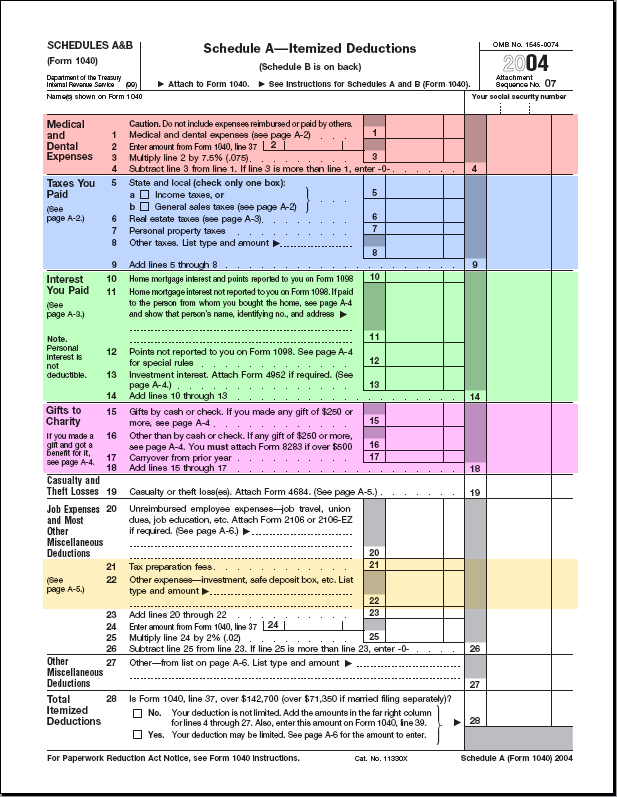 SCHEDULES A&B
(Form 1040)
Department of the Treasury
Internal Revenue Service (99)
Schedule A—Itemized Deductions
(Schedule B is on back)
▶ Attach to Form 1040. ▶ See Instructions for Schedules A and B (Form 1040).
OMB No. 1545-0074
2004
Attachment
Sequence No. 07
Name(s) shown on Form 1040
Your social security number
Medical and Dental Expenses
Caution. Do not include expenses reimbursed or paid by others.
1 Medical and dental expenses (see page A-2) 1
2 Enter amount from Form 1040, line 37 2
3 Multiply line 2 by 7.5% (.075) 3
4 Subtract line 3 from line 1. If line 3 is more than line 1, enter -0- 4
Taxes You Paid
(See page A-2.)
5 State and local (check only one box):
a Income taxes, or
b General sales taxes (see page A-2)
5
6 Real estate taxes (see page A-3) 6
7 Personal property taxes 7
8 Other taxes. List type and amount ▶
8
9 Add lines 5 through 8 9
Interest You Paid
(See page A-3.)
Note. Personal interest is not deductible.
10 Home mortgage interest and points reported to you on Form 1098 10
11 Home mortgage interest not reported to you on Form 1098. If paid
to the person from whom you bought the home, see page A-4
and show that person's name, identifying no., and address ▶
11
12 Points not reported to you on Form 1098. See page A-4
for special rules 12
13 Investment interest. Attach Form 4952 if required. (See
page A-4.) 13
14 Add lines 10 through 13 14
Gifts to Charity
If you made a gift and got a benefit for it, see page A-4.
15 Gifts by cash or check. If you made any gift of $250 or
more, see page A-4 15
16 Other than by cash or check. If any gift of $250 or more,
see page A-4. You must attach Form 8283 if over $500 16
17 Carryover from prior year 17
18 Add lines 15 through 17 18
Casualty and Theft Losses
19 Casualty or theft loss(es). Attach Form 4684. (See page A-5.) 19
Job Expenses and Most Other Miscellaneous Deductions
(See page A-5.)
20 Unreimbursed employee expenses—job travel, union
dues, job education, etc. Attach Form 2106 or 2106-EZ
if required. (See page A-6.) ▶
20
21 Tax preparation fees 21
22 Other expenses—investment, safe deposit box, etc. List
type and amount ▶
22
23 Add lines 20 through 22 23
24 Enter amount from Form 1040, line 37 24
25 Multiply line 24 by 2% (.02) 25
26 Subtract line 25 from line 23. If line 25 is more than line 23, enter -0- 26
Other Miscellaneous Deductions
27 Other—from list on page A-6. List type and amount ▶
27
Total Itemized Deductions
28 Is Form 1040, line 37, over $142,700 (over $71,350 if married filing separately)?
No. Your deduction is not limited. Add the amounts in the far right column
for lines 4 through 27. Also, enter this amount on Form 1040, line 39.
Yes. Your deduction may be limited. See page A-6 for the amount to enter.
▶ 28
For Paperwork Reduction Act Notice, see Form 1040 instructions.
Cat. No. 11330X
Schedule A (Form 1040) 2004